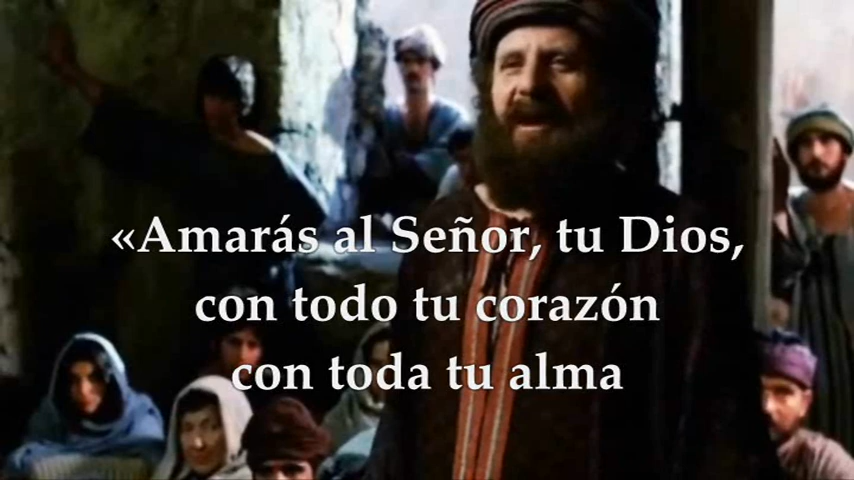 «Amarás al Señor, tu Dios,
con todo tu corazón
con toda tu alma